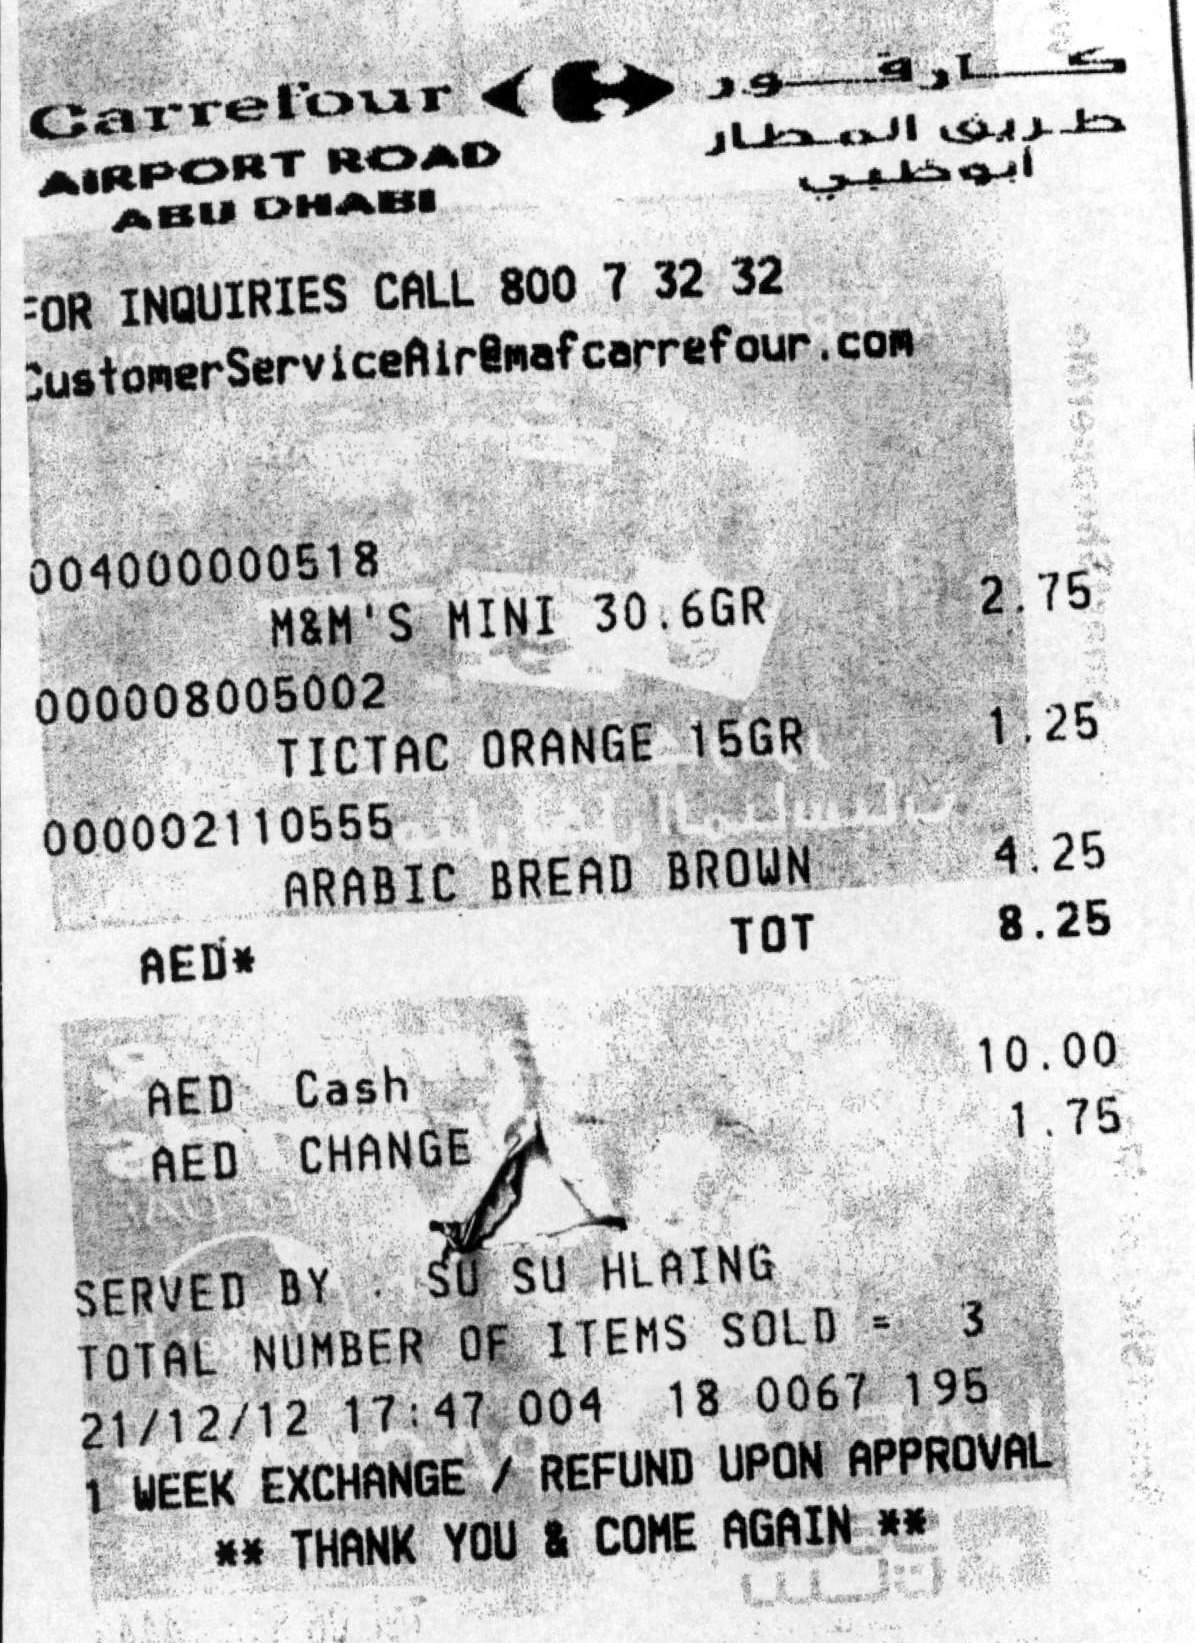 Carrefour كارفور
AIRPORT ROAD طريق المطار
ABU DHABI أبوظبي
FOR INQUIRIES CALL 800 7 32 32
CustomerServiceAir@mafcarrefour.com
004000000518
M&M'S MINI 30.6GR 2.75
000008005002
TICTAC ORANGE 15GR 1.25
000002110555
ARABIC BREAD BROWN 4.25
AED* TOT 8.25
AED Cash 10.00
AED CHANGE 1.75
SERVED BY . SU SU HLAING
TOTAL NUMBER OF ITEMS SOLD = 3
21/12/12 17:47 004 18 0067 195
1 WEEK EXCHANGE / REFUND UPON APPROVAL
** THANK YOU & COME AGAIN **